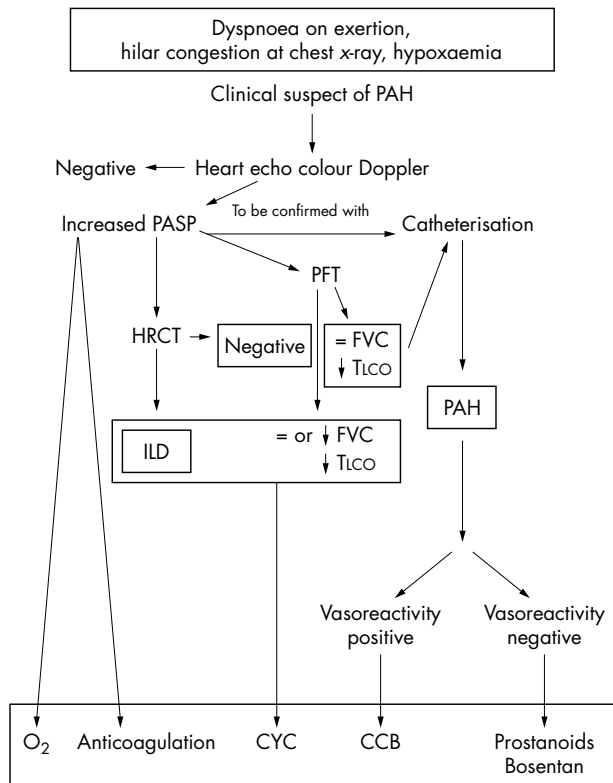 Dyspnoea on exertion,
hilar congestion at chest x-ray, hypoxaemia
Clinical suspect of PAH
Negative
Heart echo colour Doppler
Increased PASP
To be confirmed with
Catheterisation
PFT
HRCT
Negative
= FVC
↓ TLCO
PAH
ILD
= or ↓ FVC
↓ TLCO
Vasoreactivity
positive
Vasoreactivity
negative
O2
Anticoagulation
CYC
CCB
Prostanoids
Bosentan